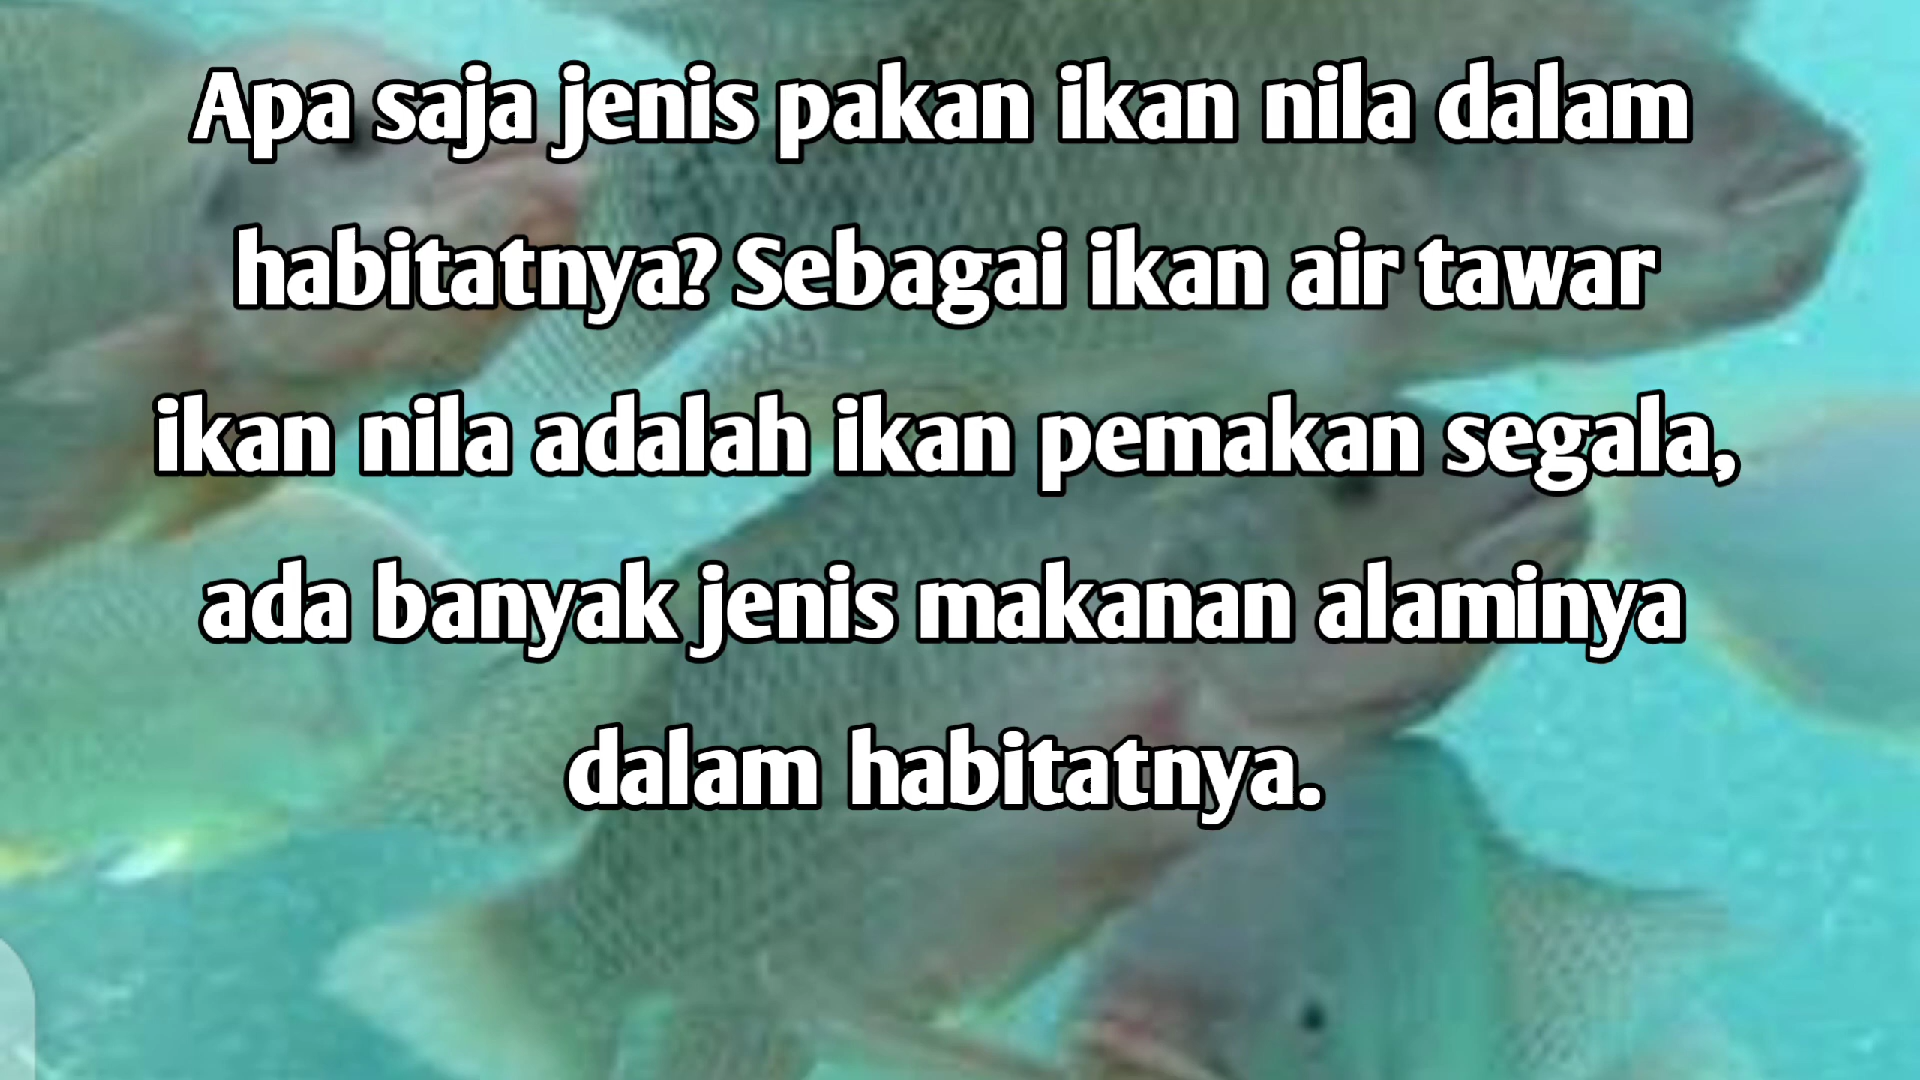 Apa saja jenis pakan ikan nila dalam
habitatnya? Sebagai ikan air tawar
ikan nila adalah ikan pemakan segala,
ada banyak jenis makanan alaminya
dalam habitatnya.